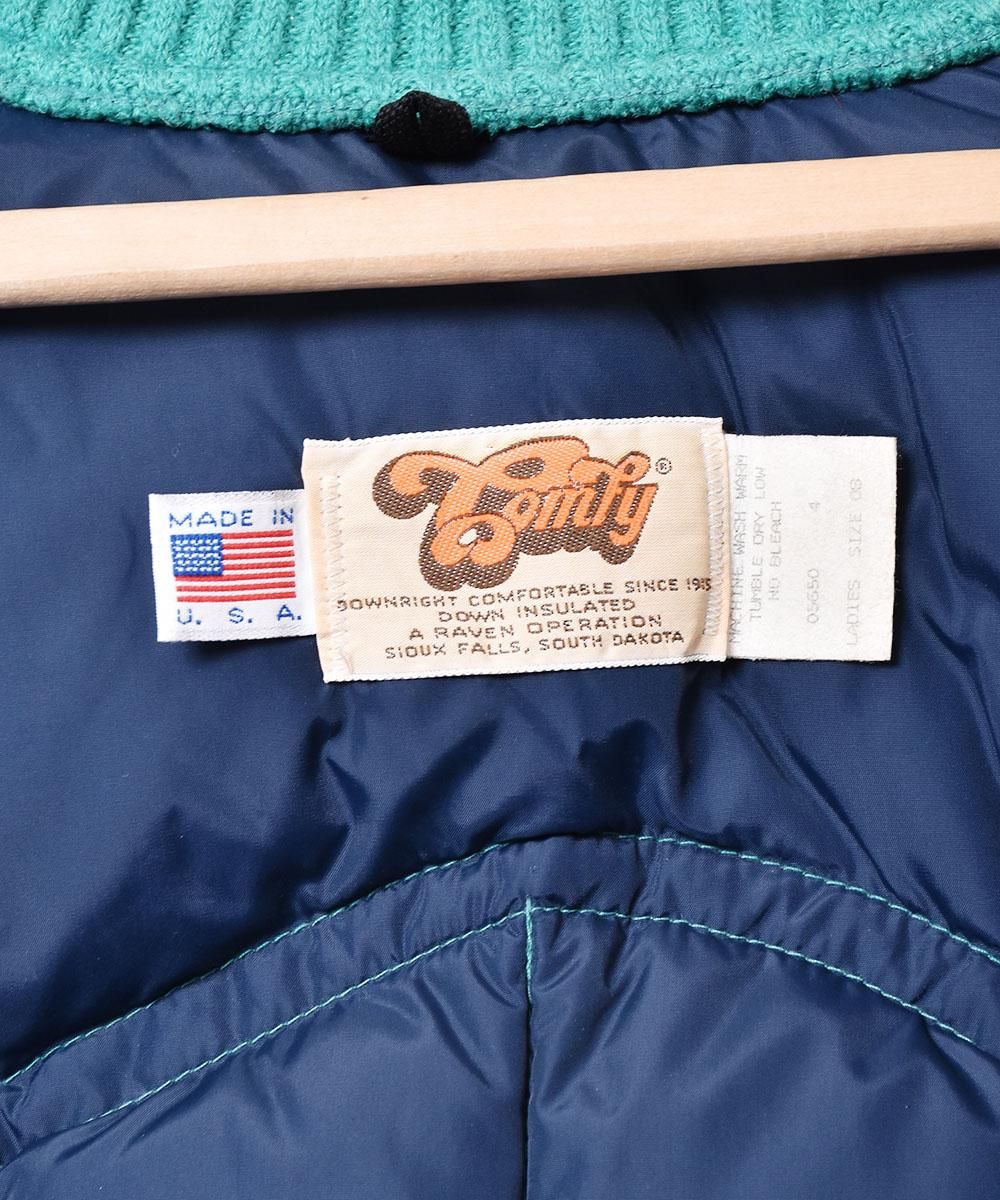 MADE IN
U. S. A.
Comfy®
DOWNRIGHT COMFORTABLE SINCE
DOWN INSULATED
A RAVEN OPERATION
SIOUX FALLS, SOUTH DAKOTA
MACHINE WASH WARM
TUMBLE DRY LOW
NO BLEACH
05650 4
LADIES SIZE 08